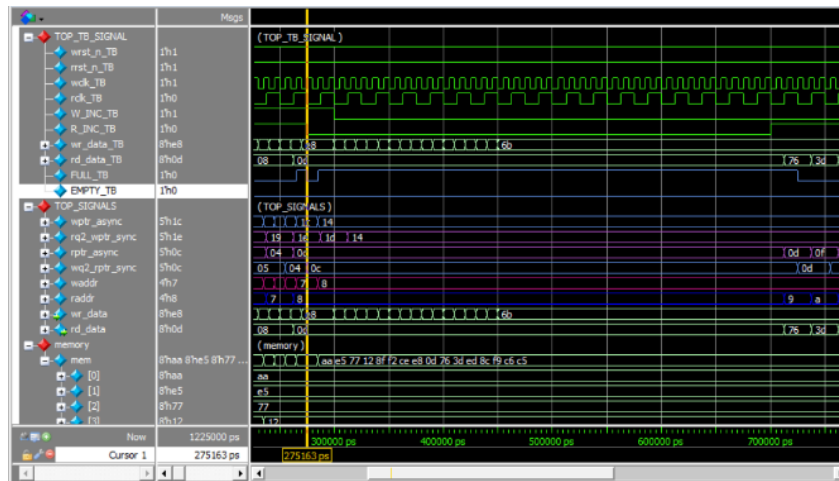 Msgs
TOP_TB_SIGNAL (TOP_TB_SIGNAL)
wrst_n_TB 1'h1
rrst_n_TB 1'h1
wclk_TB 1'h1
rclk_TB 1'h0
W_INC_TB 1'h1
R_INC_TB 1'h0
wr_data_TB 8'he8 e8 6b
rd_data_TB 8'h0d 08 76 3d
FULL_TB 1'h0
EMPTY_TB 1'h0
TOP_SIGNALS (TOP_SIGNALS)
wptr_async 5'h1c 14
rq2_wptr_sync 5'h1e 19 1e 1d 14
rptr_async 5'h0c 04 0d 0f
wq2_rptr_sync 5'h0c 05 04 0c 0d
waddr 4'h7 7 8
raddr 4'h8 7 8 9 a
wr_data 8'he8 e8 6b
rd_data 8'h0d 08 76 3d
memory (memory)
mem 8'haa 8'he5 8'h77 ... aa e5 77 12 8f f2 ce e8 0d 76 3d ed 8c f9 c6 c5
[0] 8'haa aa
[1] 8'he5 e5
[2] 8'h77 77
[3] 8'h12 12
Now 1225000 ps 300000 ps 400000 ps 500000 ps 600000 ps 700000 ps
Cursor 1 275163 ps 275163 ps